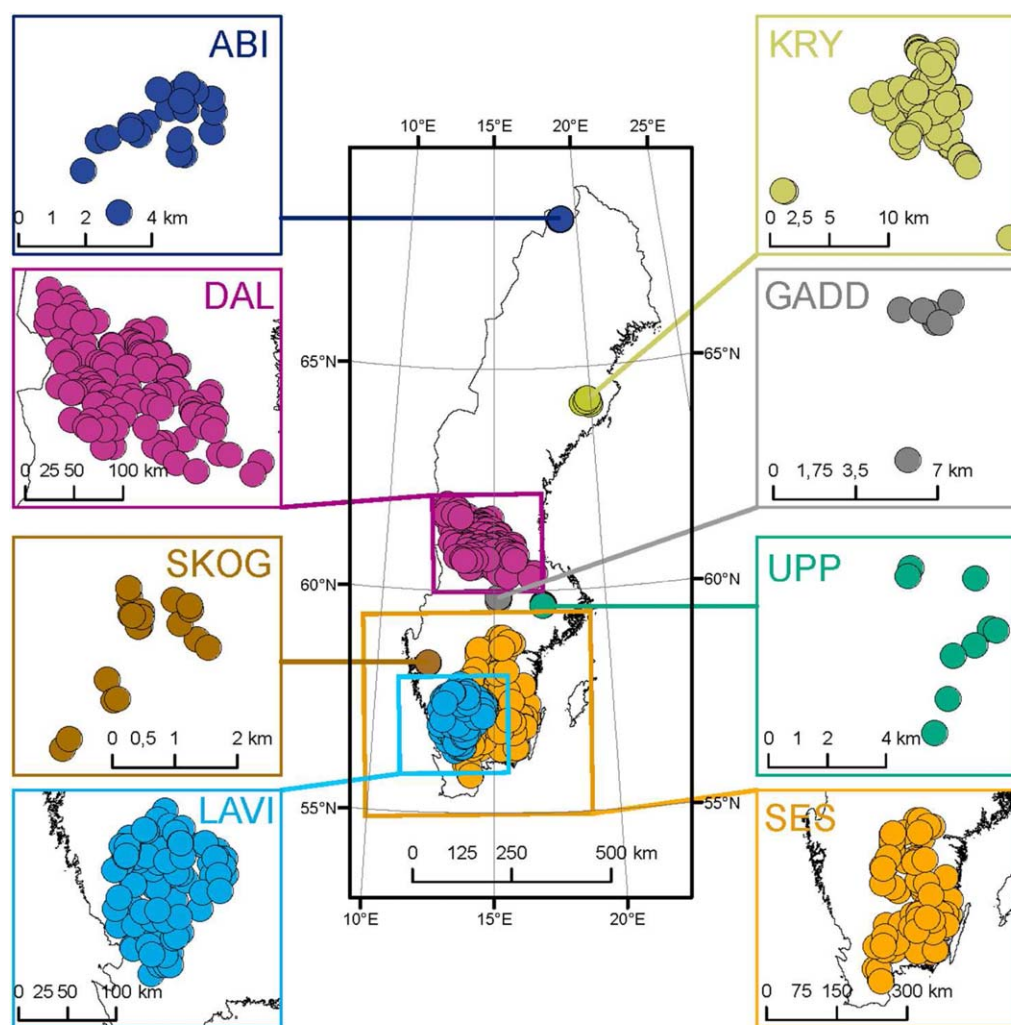 ABI
0 1 2 4 km
DAL
0 25 50 100 km
SKOG
0 0,5 1 2 km
LAVI
0 25 50 100 km
10°E 15°E 20°E 25°E
65°N 65°N
60°N 60°N
55°N 55°N
0 125 250 500 km
10°E 15°E 20°E
KRY
0 2,5 5 10 km
GADD
0 1,75 3,5 7 km
UPP
0 1 2 4 km
SES
0 75 150 300 km